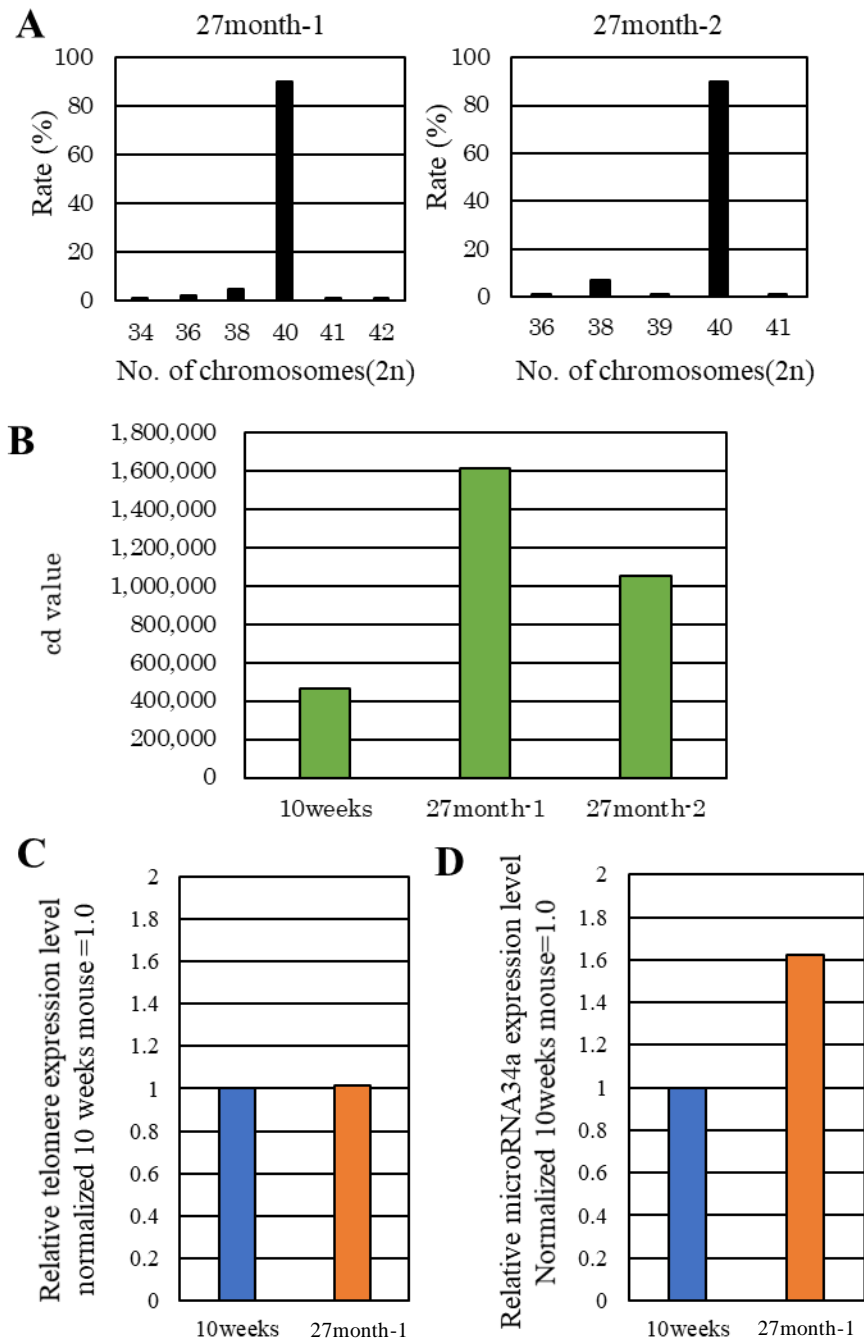 A
27month-1
27month-2
100
80
60
40
20
0
Rate (%)
34 36 38 40 41 42
No. of chromosomes(2n)
100
80
60
40
20
0
Rate (%)
36 38 39 40 41
No. of chromosomes(2n)
B
1,800,000
1,600,000
1,400,000
1,200,000
1,000,000
800,000
600,000
400,000
200,000
0
cd value
10weeks 27month-1 27month-2
C
Relative telomere expression level
normalized 10 weeks mouse =1.0
2
1.8
1.6
1.4
1.2
1
0.8
0.6
0.4
0.2
0
10weeks 27month-1
D
Relative microRNA34a expression level
Normalized 10weeks mouse=1.0
2
1.8
1.6
1.4
1.2
1
0.8
0.6
0.4
0.2
0
10weeks 27month-1